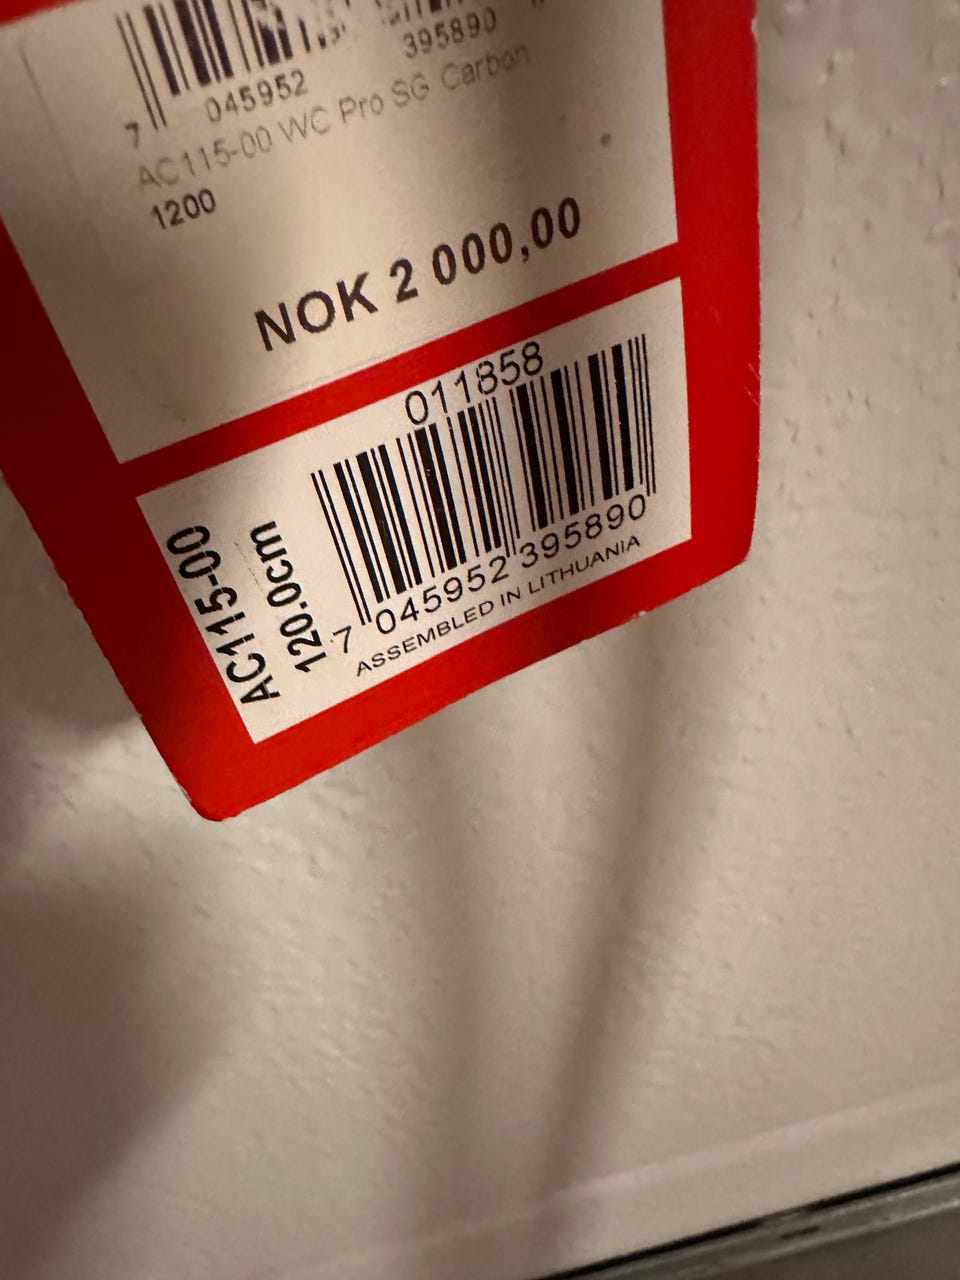 7 045952 395890
AC115-00 WC Pro SG Carbon
1200
NOK 2 000,00
011858
7 045952 395890
ASSEMBLED IN LITHUANIA
AC115-00
120.0cm